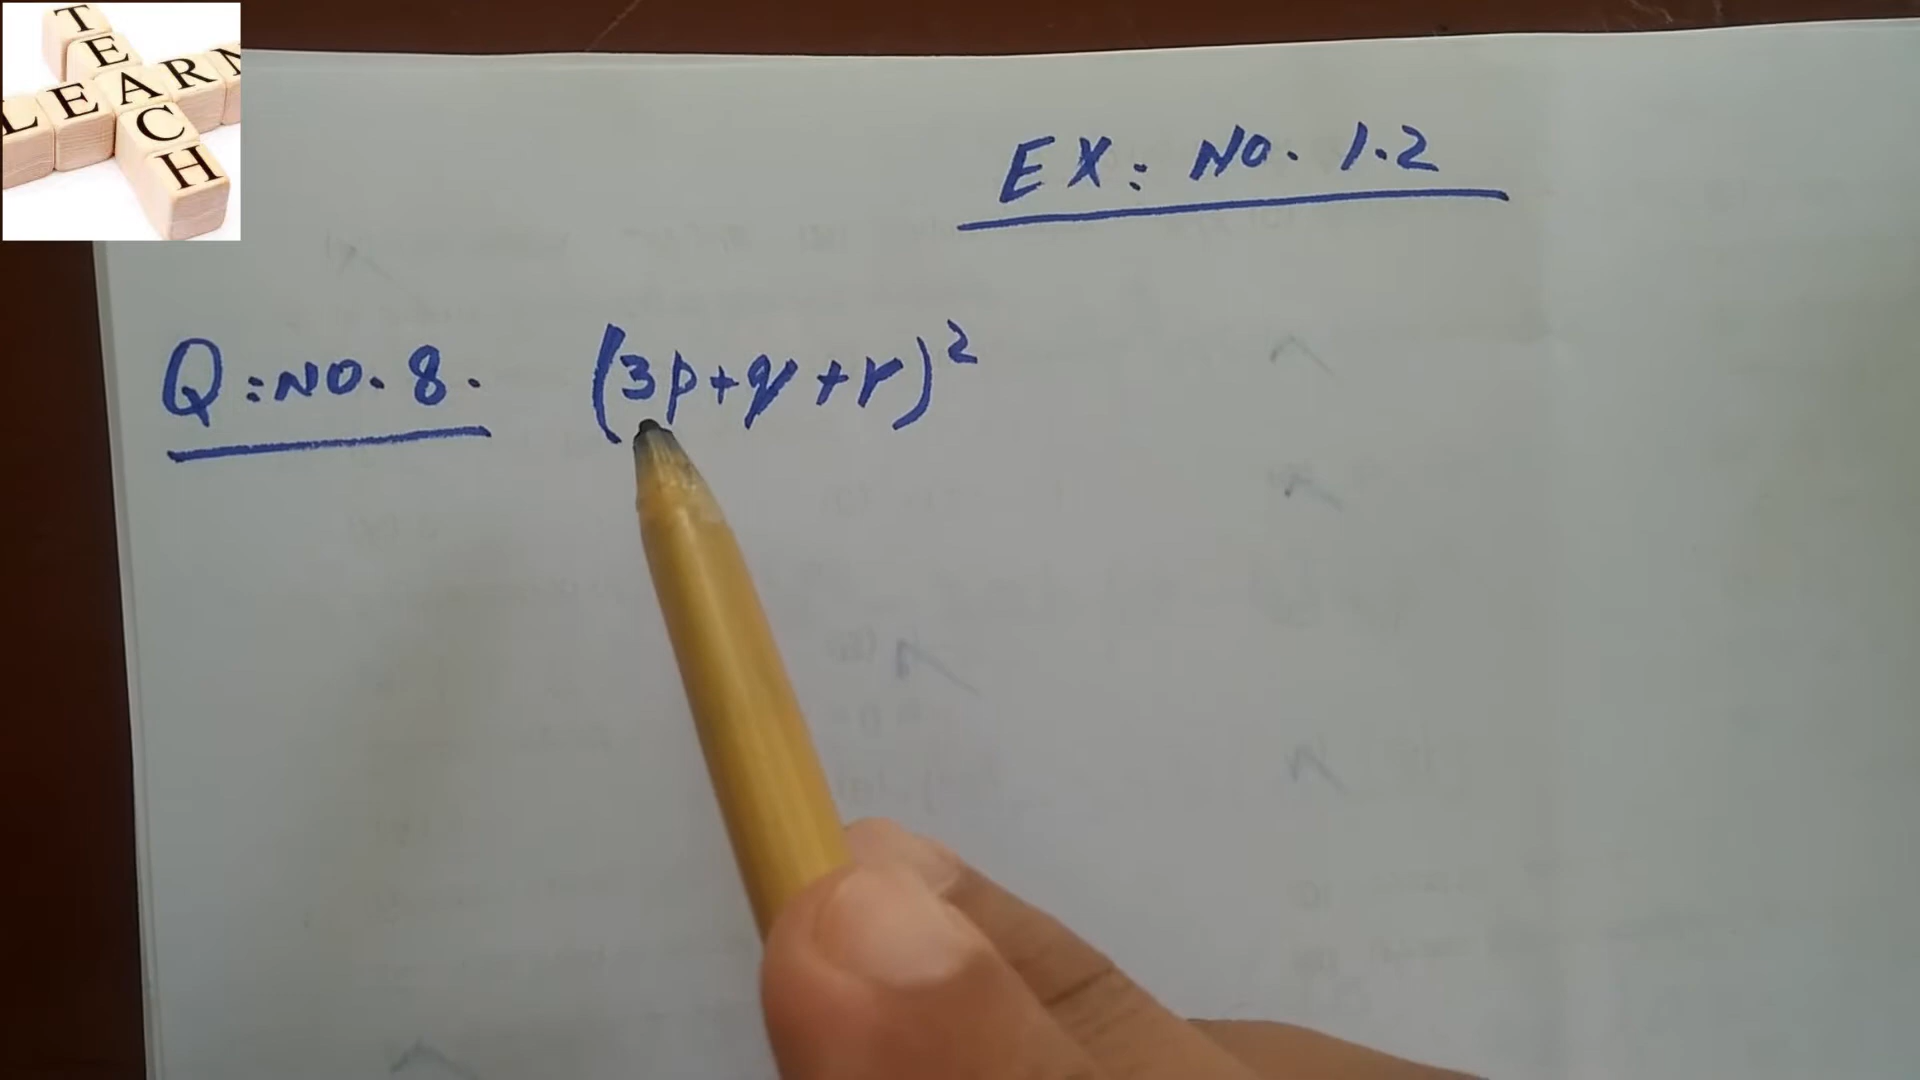 TEACH
LEARN
EX: NO. 1.2
Q: NO. 8. (3p+q+r)²